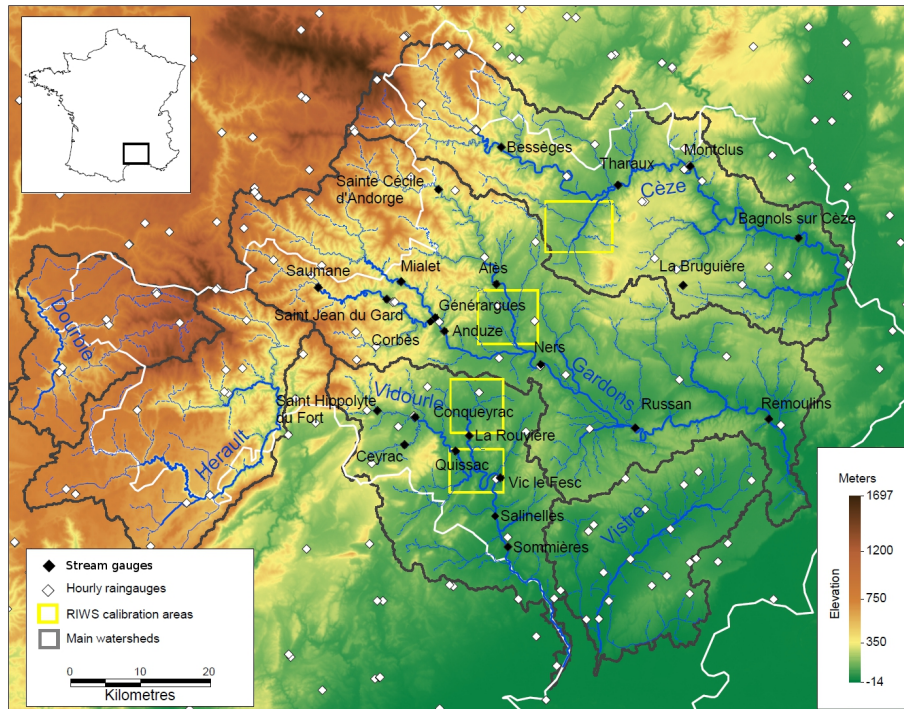 Bessèges
Montclus
Tharaux
Sainte Cécile
d'Andorge
Cèze
Bagnols sur Cèze
Saumane
Mialet
Alès
La Bruguière
Dourbie
Saint Jean du Gard
Générargues
Corbès
Anduze
Ners
Gardons
Vidourle
Saint Hippolyte
du Fort
Conqueyrac
Russan
Remoulins
La Rouvière
Ceyrac
Quissac
Herault
Vic le Fesc
Salinelles
Vistre
Sommières
Stream gauges
Hourly raingauges
RIWS calibration areas
Main watersheds
0 10 20
Kilometres
Meters
1697
1200
750
350
-14
Elevation